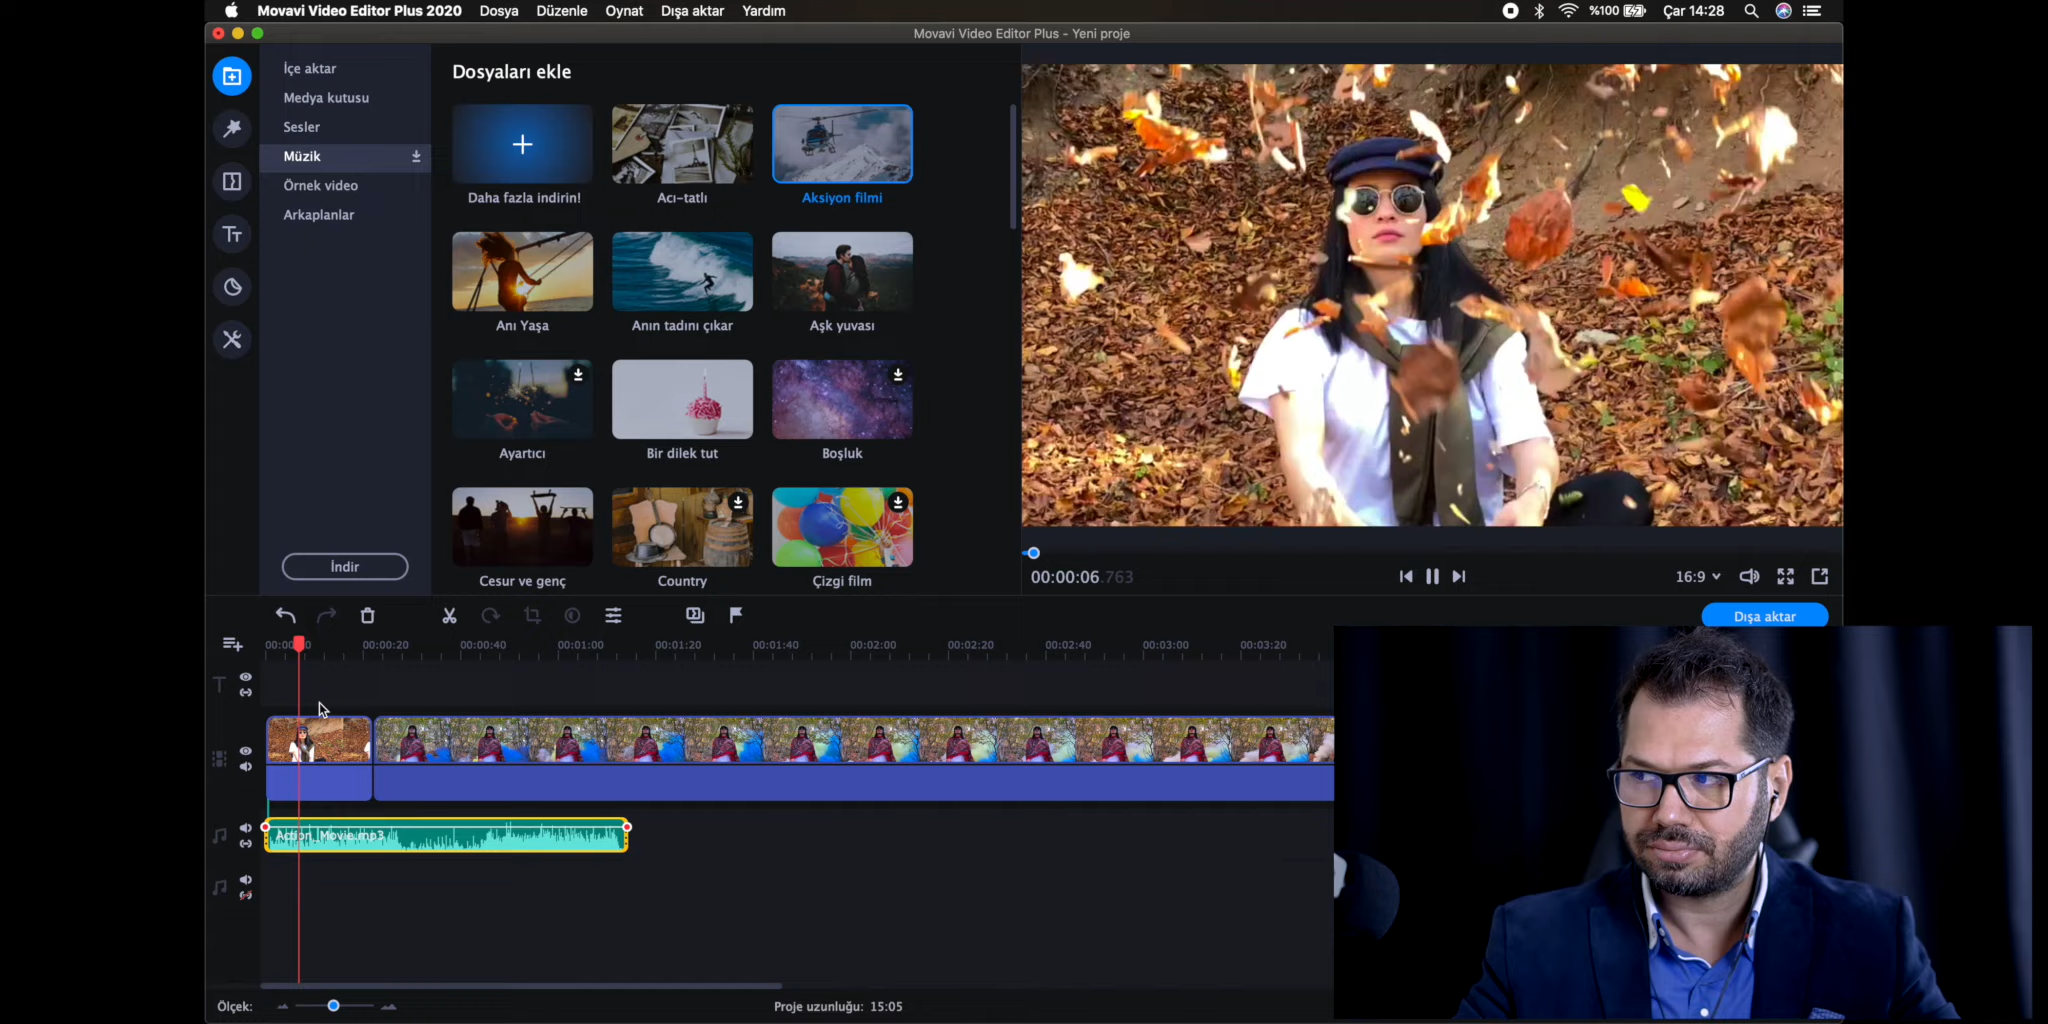 Movavi Video Editor Plus 2020 Dosya Düzenle Oynat Dışa aktar Yardım
%100 Çar 14:28
Movavi Video Editor Plus - Yeni proje
İçe aktar
Medya kutusu
Sesler
Müzik
Örnek video
Arkaplanlar
İndir
Dosyaları ekle
Daha fazla indirin! Acı-tatlı Aksiyon filmi
Anı Yaşa Anın tadını çıkar Aşk yuvası
Ayartıcı Bir dilek tut Boşluk
Cesur ve genç Country Çizgi film
00:00:06.763
16:9
Dışa aktar
00:00:20 00:00:40 00:01:00 00:01:20 00:01:40 00:02:00 00:02:20 00:02:40 00:03:00 00:03:20
Action_Movie.mp3
Ölçek:
Proje uzunluğu: 15:05